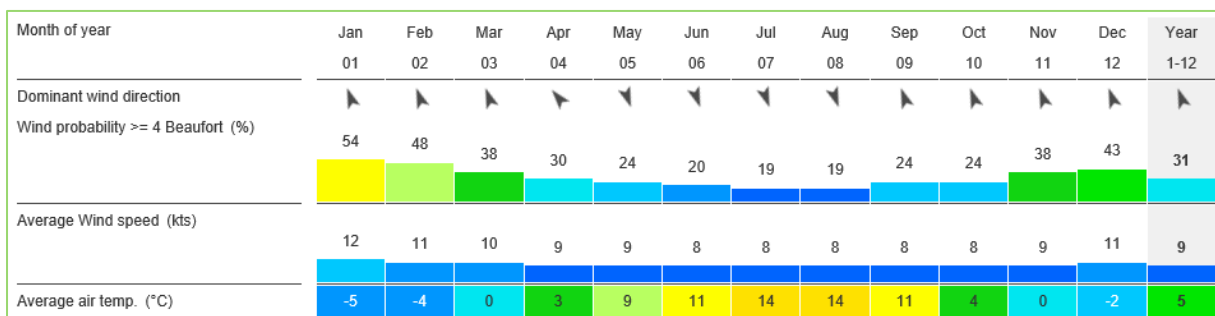 Month of year Jan Feb Mar Apr May Jun Jul Aug Sep Oct Nov Dec Year
01 02 03 04 05 06 07 08 09 10 11 12 1-12
Dominant wind direction
Wind probability >= 4 Beaufort (%)
54 48 38 30 24 20 19 19 24 24 38 43 31
Average Wind speed (kts)
12 11 10 9 9 8 8 8 8 8 9 11 9
Average air temp. (°C) -5 -4 0 3 9 11 14 14 11 4 0 -2 5